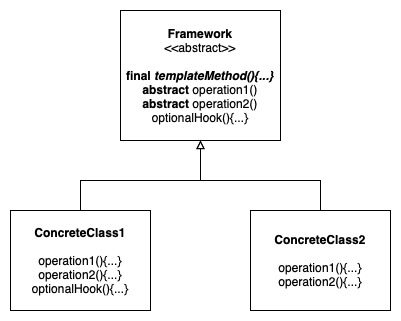 Framework
<<abstract>>
final templateMethod(){...}
abstract operation1()
abstract operation2()
optionalHook(){...}
ConcreteClass1
operation1(){...}
operation2(){...}
optionalHook(){...}
ConcreteClass2
operation1(){...}
operation2(){...}